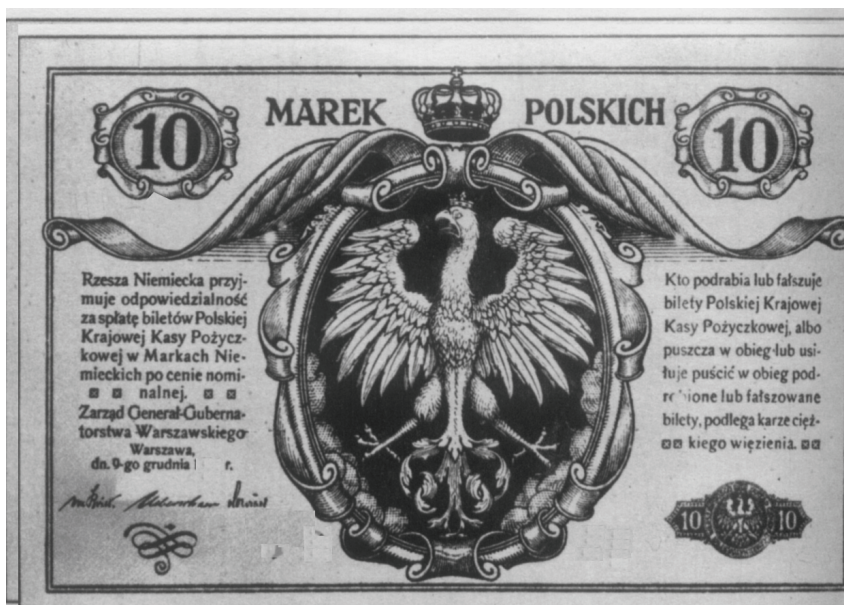 10 MAREK POLSKICH 10
Rzesza Niemiecka przyj-
muje odpowiedzialność
za spłatę biletów Polskiej
Krajowej Kasy Pożycz-
kowej w Markach Nie-
mieckich po cenie nomi-
nalnej.
Zarząd Generał-Guberna-
torstwa Warszawskiego
Warszawa,
dn. 9-go grudnia r.
Kto podrabia lub fałszuje
bilety Polskiej Krajowej
Kasy Pożyczkowej, albo
puszcza w obieg lub usi-
łuje puścić w obieg pod-
lub fałszowane
bilety, podlega karze cięż-
kiego więzienia.
10 10